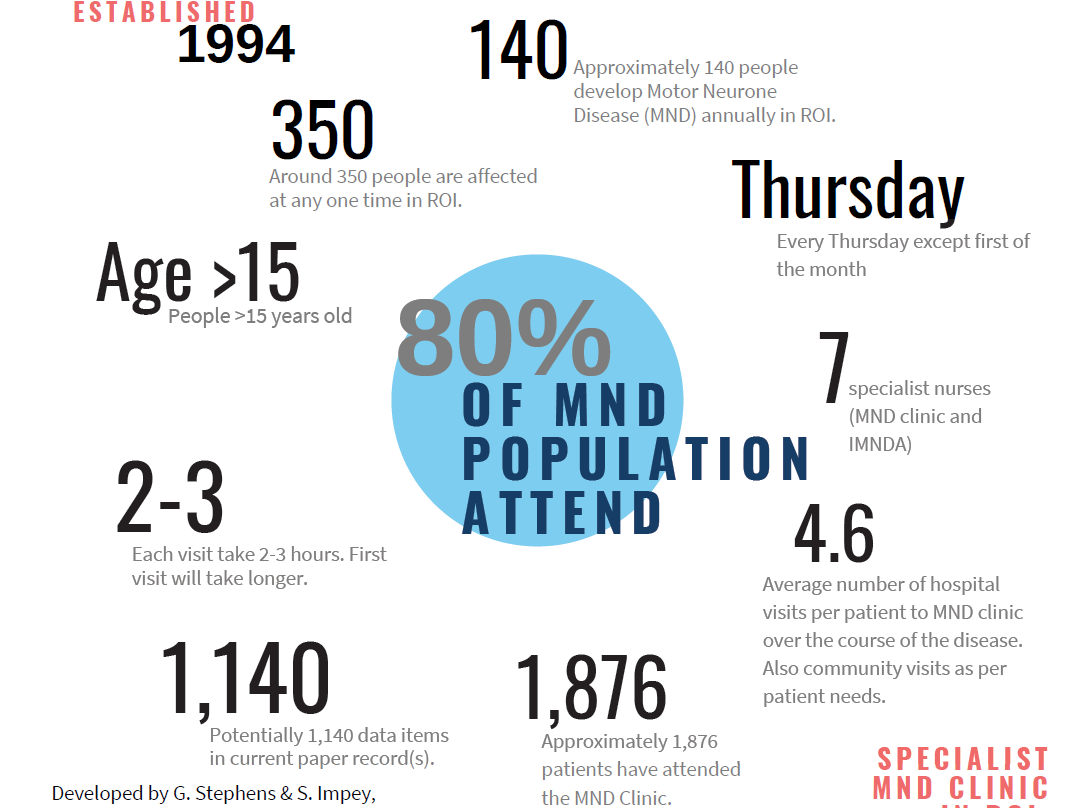 ESTABLISHED
1994
140
Approximately 140 people
develop Motor Neurone
Disease (MND) annually in ROI.
350
Around 350 people are affected
at any one time in ROI.
Thursday
Every Thursday except first of
the month
Age >15
People >15 years old
80%
OF MND
POPULATION
ATTEND
7
specialist nurses
(MND clinic and
IMNDA)
2-3
Each visit take 2-3 hours. First
visit will take longer.
4.6
Average number of hospital
visits per patient to MND clinic
over the course of the disease.
Also community visits as per
patient needs.
1,140
Potentially 1,140 data items
in current paper record(s).
1,876
Approximately 1,876
patients have attended
the MND Clinic.
SPECIALIST
MND CLINIC
IN ROI
Developed by G. Stephens & S. Impey,